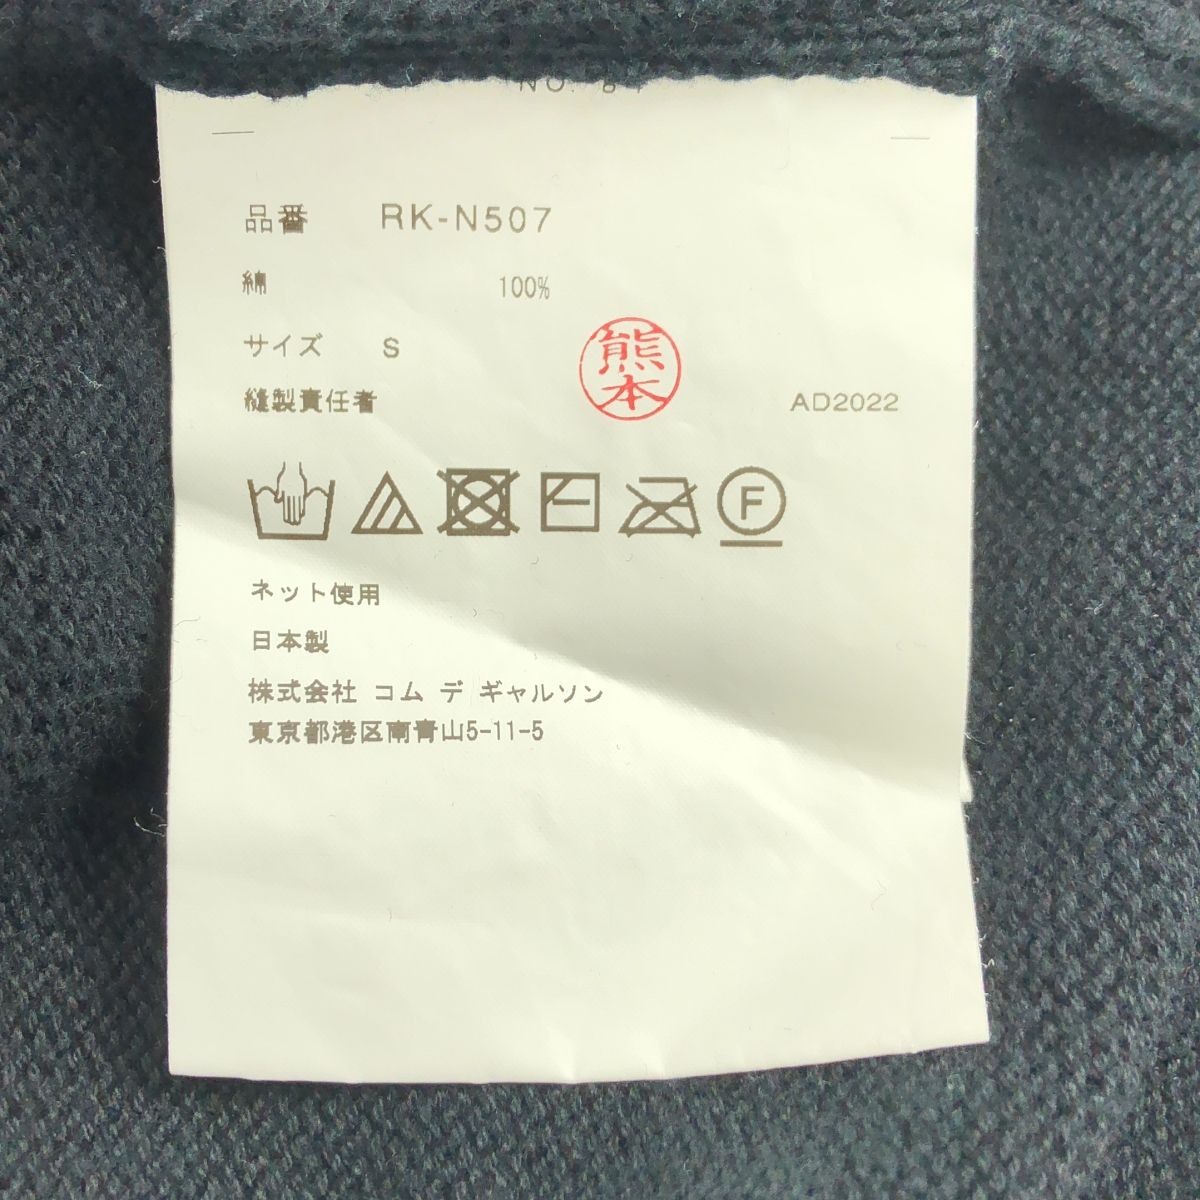 NO. 
品番 RK-N507
綿 100%
サイズ S
熊本
縫製責任者 AD2022
F
ネット使用
日本製
株式会社 コム デ ギャルソン
東京都港区南青山5-11-5